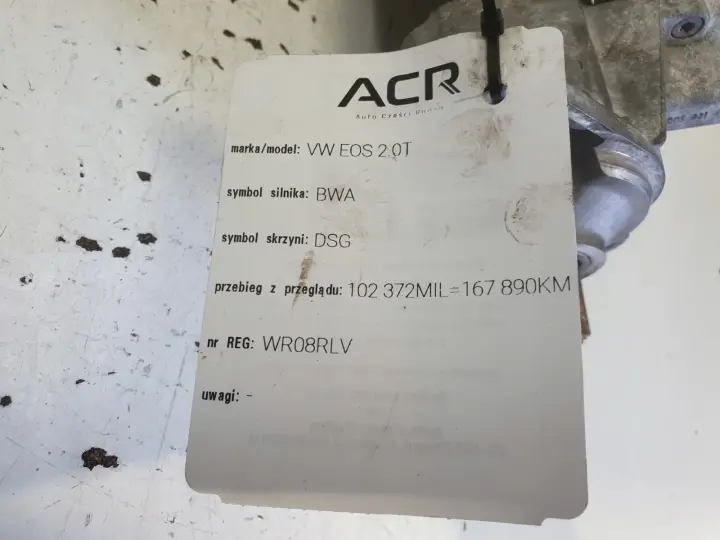 ACR
Auto Części
marka/model: VW EOS 2.0T
symbol silnika: BWA
symbol skrzyni: DSG
przebieg z przeglądu: 102 372MIL=167 890KM
nr REG: WR08RLV
uwagi: -